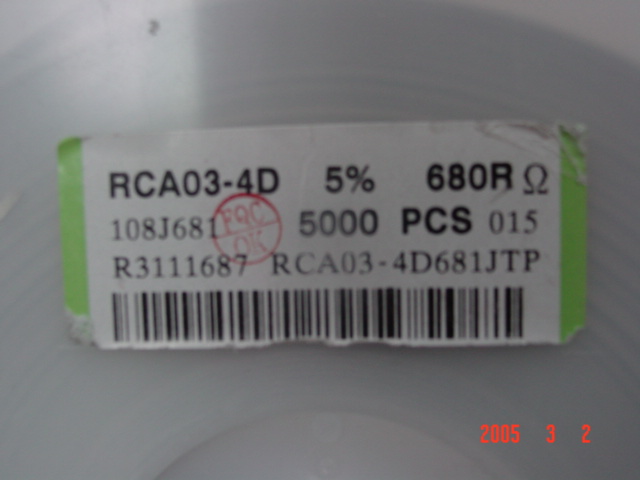 RCA03-4D 5% 680R Ω
108J681 5000 PCS 015
FQC
OK
R3111687 RCA03-4D681JTP
2005 3 2